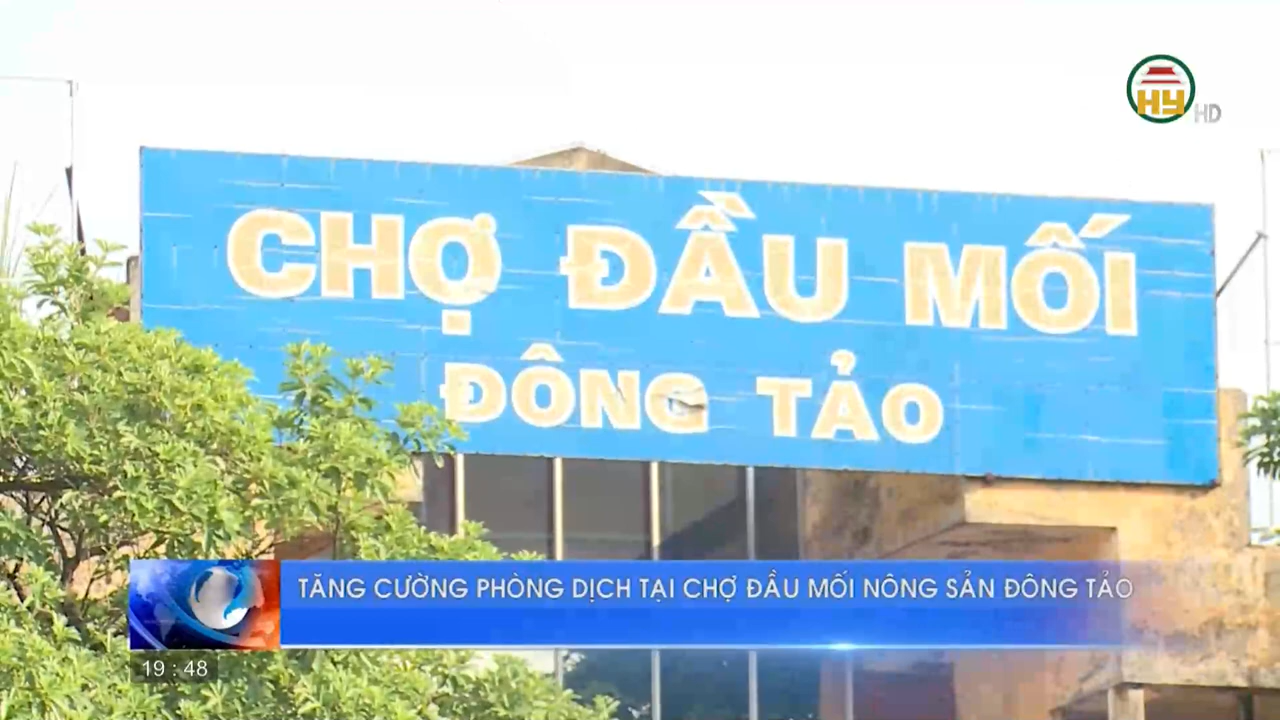 HY HD
CHỢ ĐẦU MỐI
ĐÔNG TẢO
TĂNG CƯỜNG PHÒNG DỊCH TẠI CHỢ ĐẦU MỐI NÔNG SẢN ĐÔNG TẢO
19 : 48